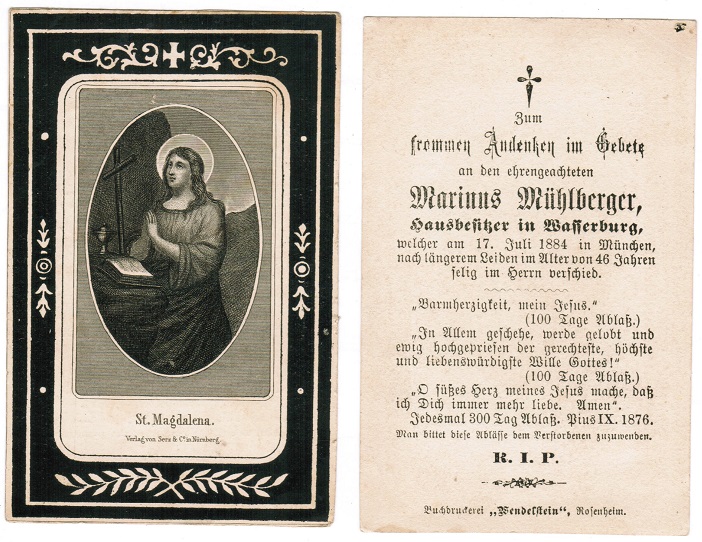 St. Magdalena.
Verlag von Serz & Cº. in Nürnberg.
Zum
frommen Andenken im Gebete
an den ehrengeachteten
Marinus Mühlberger,
Hausbesitzer in Wasserburg,
welcher am 17. Juli 1884 in München,
nach längerem Leiden im Alter von 46 Jahren
selig im Herrn verschied.
„Barmherzigkeit, mein Jesus.“
(100 Tage Ablaß.)
„In Allem geschehe, werde gelobt und
ewig hochgepriesen der gerechteste, höchste
und liebenswürdigste Wille Gottes!“
(100 Tage Ablaß.)
„O süßes Herz meines Jesus mache, daß
ich Dich immer mehr liebe. Amen“.
Jedesmal 300 Tag Ablaß. Pius IX. 1876.
Man bittet diese Ablässe dem Verstorbenen zuzuwenden.
R. I. P.
Buchdruckerei „Wendelstein“, Rosenheim.